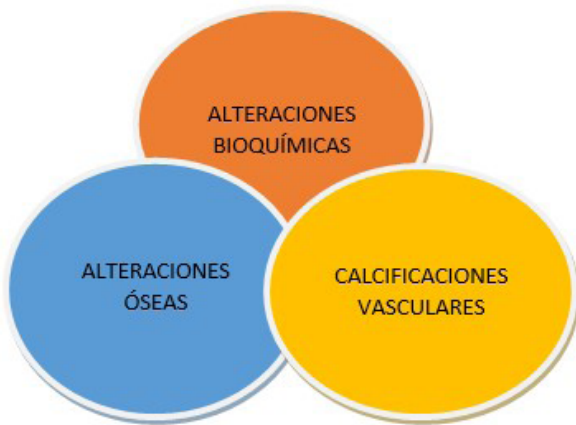 ALTERACIONES
BIOQUÍMICAS
ALTERACIONES
ÓSEAS
CALCIFICACIONES
VASCULARES